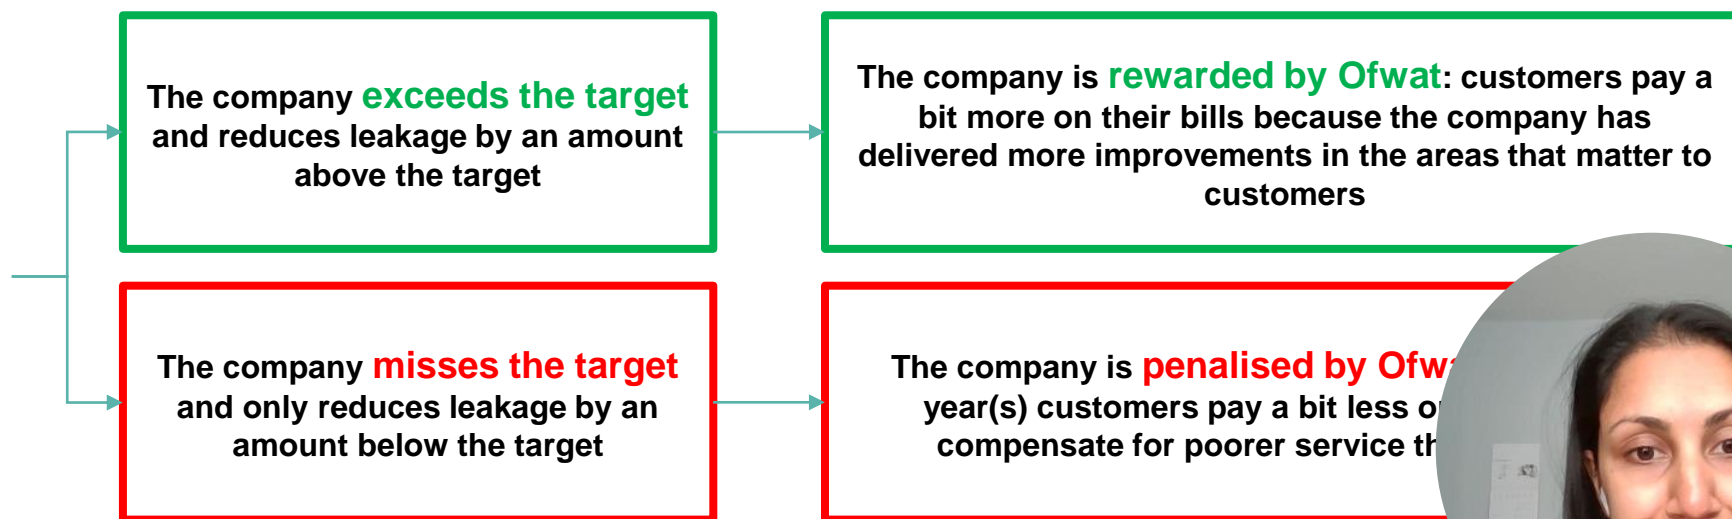 The company exceeds the target
and reduces leakage by an amount
above the target
The company is rewarded by Ofwat: customers pay a
bit more on their bills because the company has
delivered more improvements in the areas that matter to
customers
The company misses the target
and only reduces leakage by an
amount below the target
The company is penalised by
year(s) customers pay a bit less
compensate for poorer service